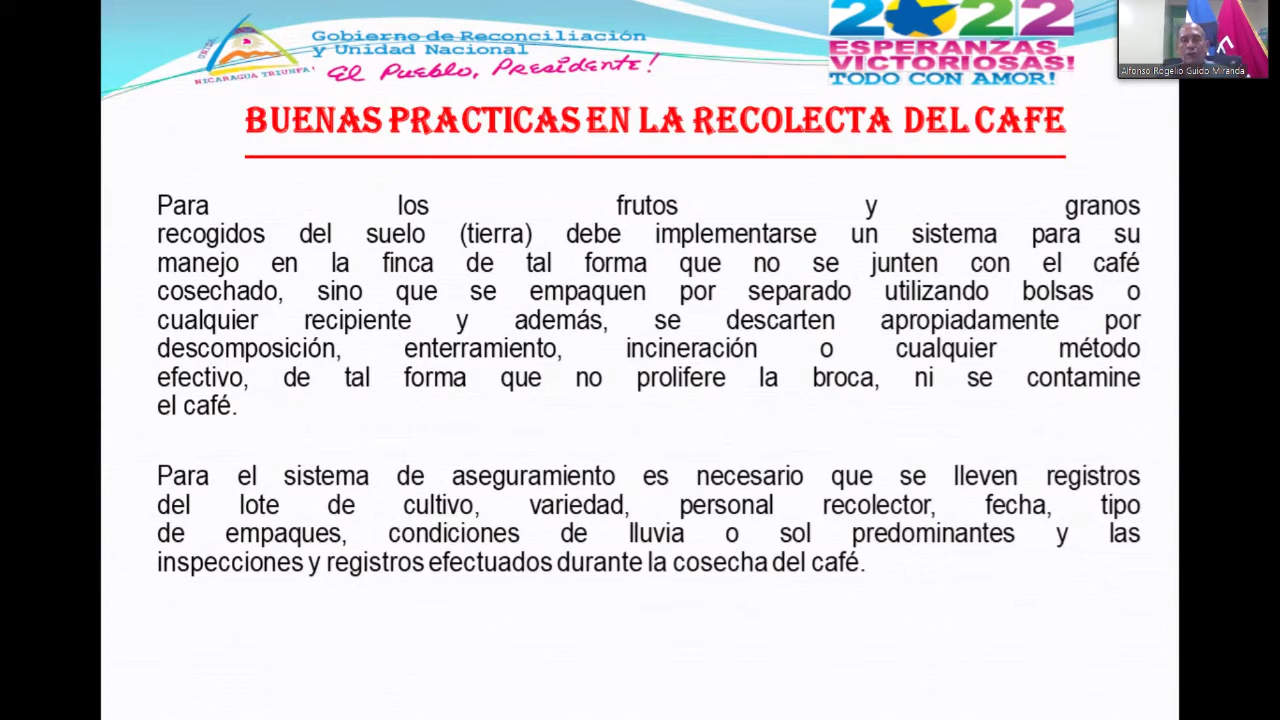 UNIDA,
NICARAGUA TRIUNFA!
Gobierno de Reconciliación
y Unidad Nacional
El Pueblo, Presidente!
2022
ESPERANZAS
VICTORIOSAS!
TODO CON AMOR!
Alfonso Rogelio Guido Miranda
BUENAS PRACTICAS EN LA RECOLECTA DEL CAFE
Para los frutos y granos
recogidos del suelo (tierra) debe implementarse un sistema para su
manejo en la finca de tal forma que no se junten con el café
cosechado, sino que se empaquen por separado utilizando bolsas o
cualquier recipiente y además, se descarten apropiadamente por
descomposición, enterramiento, incineración o cualquier método
efectivo, de tal forma que no prolifere la broca, ni se contamine
el café.
Para el sistema de aseguramiento es necesario que se lleven registros
del lote de cultivo, variedad, personal recolector, fecha, tipo
de empaques, condiciones de lluvia o sol predominantes y las
inspecciones y registros efectuados durante la cosecha del café.